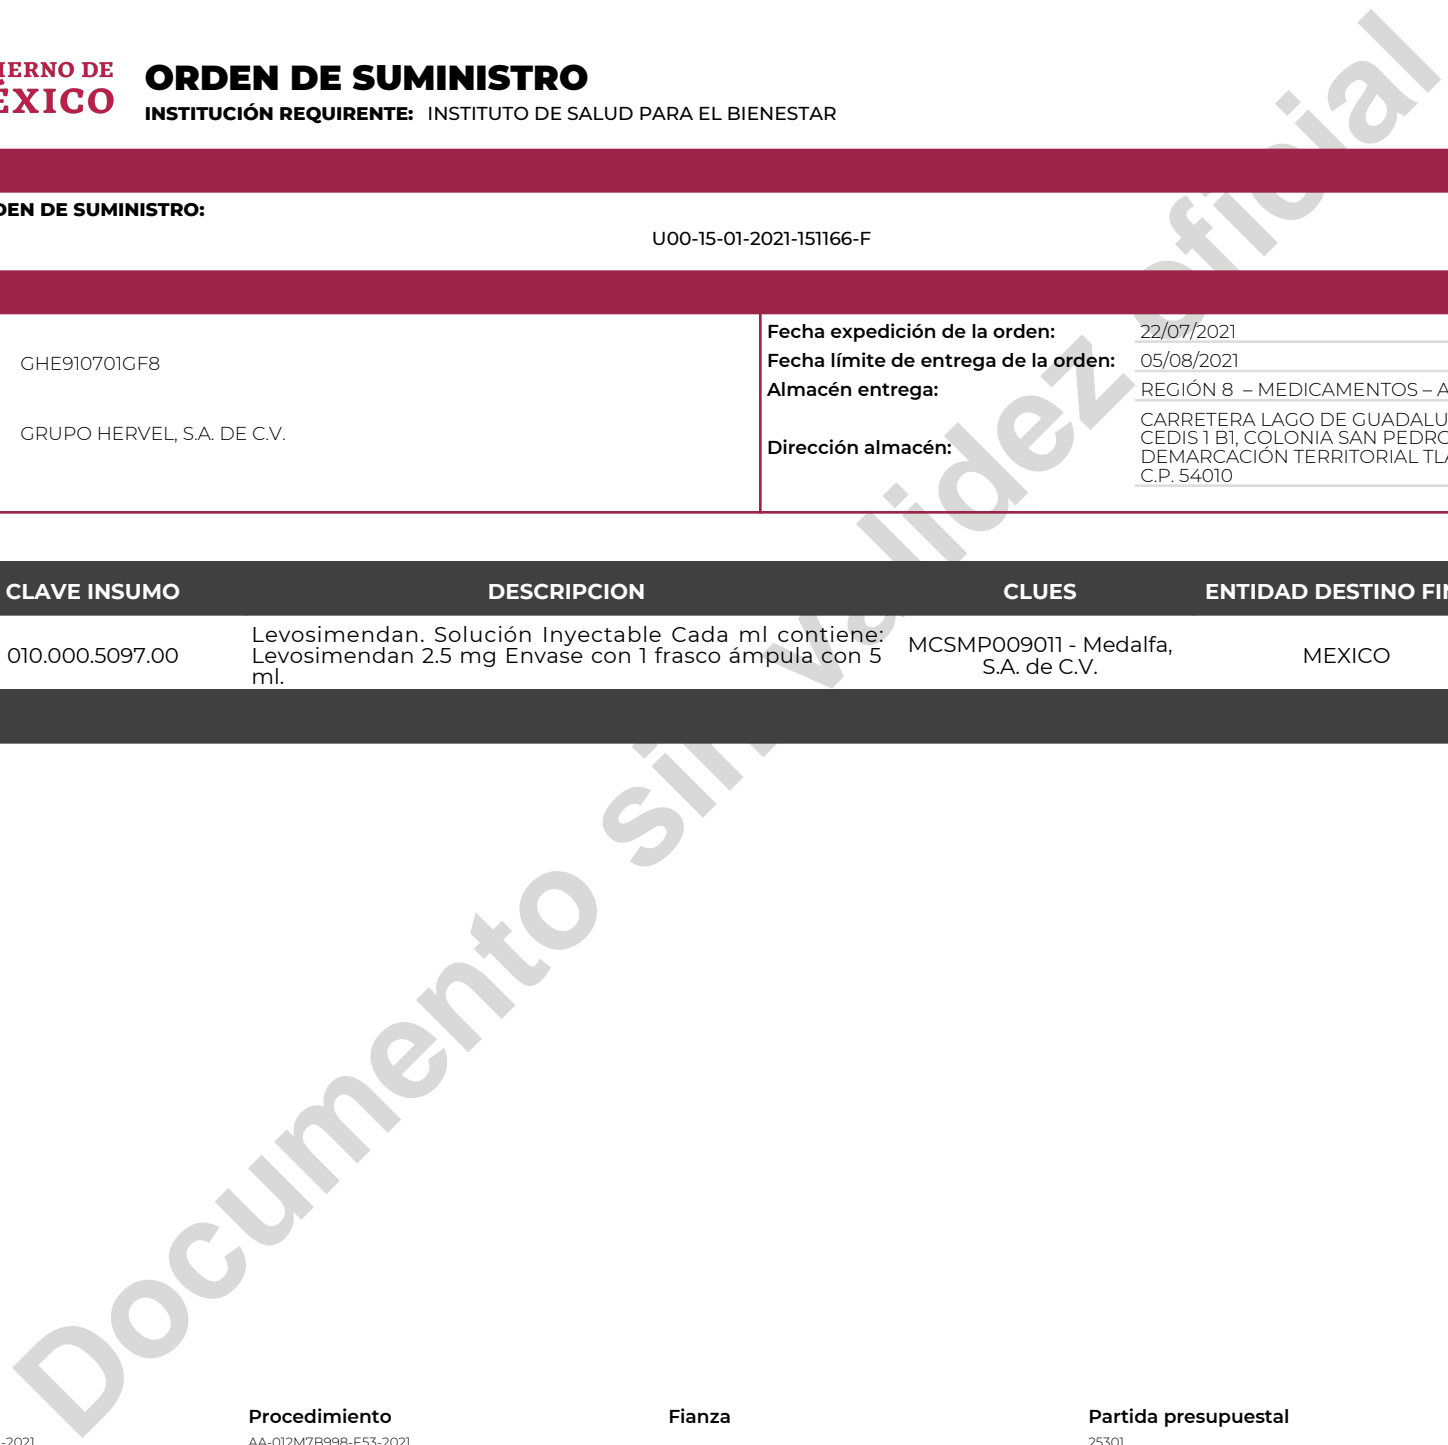 IERNO DE
ÉXICO
ORDEN DE SUMINISTRO
INSTITUCIÓN REQUIRENTE: INSTITUTO DE SALUD PARA EL BIENESTAR
DEN DE SUMINISTRO:
U00-15-01-2021-151166-F
GHE910701GF8
GRUPO HERVEL, S.A. DE C.V.
Fecha expedición de la orden: 22/07/2021
Fecha límite de entrega de la orden: 05/08/2021
Almacén entrega: REGIÓN 8 – MEDICAMENTOS – A
Dirección almacén:
CARRETERA LAGO DE GUADALU
CEDIS 1 B1, COLONIA SAN PEDRO
DEMARCACIÓN TERRITORIAL TLA
C.P. 54010
CLAVE INSUMO DESCRIPCION CLUES ENTIDAD DESTINO FIN
010.000.5097.00
Levosimendan. Solución Inyectable Cada ml contiene:
Levosimendan 2.5 mg Envase con 1 frasco ámpula con 5
ml.
MCSMP009011 - Medalfa,
S.A. de C.V.
MEXICO
Documento sin validez oficial
Procedimiento Fianza Partida presupuestal
-2021 AA-012M7B998-E53-2021 25301